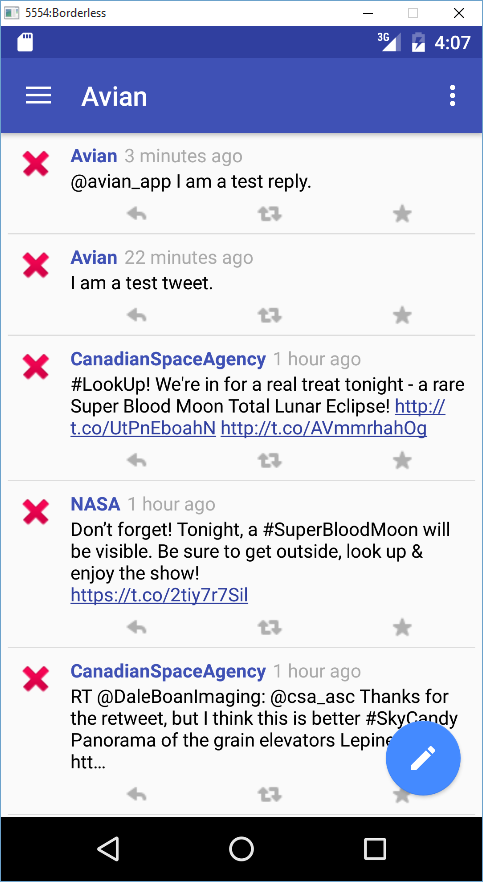 5554:Borderless
3G 4:07
Avian
Avian 3 minutes ago
@avian_app I am a test reply.
Avian 22 minutes ago
I am a test tweet.
CanadianSpaceAgency 1 hour ago
#LookUp! We're in for a real treat tonight - a rare
Super Blood Moon Total Lunar Eclipse! http://
t.co/UtPnEboahN http://t.co/AVmmrhahOg
NASA 1 hour ago
Don’t forget! Tonight, a #SuperBloodMoon will
be visible. Be sure to get outside, look up &
enjoy the show!
https://t.co/2tiy7r7Sil
CanadianSpaceAgency 1 hour ago
RT @DaleBoanImaging: @csa_asc Thanks for
the retweet, but I think this is better #SkyCandy
Panorama of the grain elevators
htt…